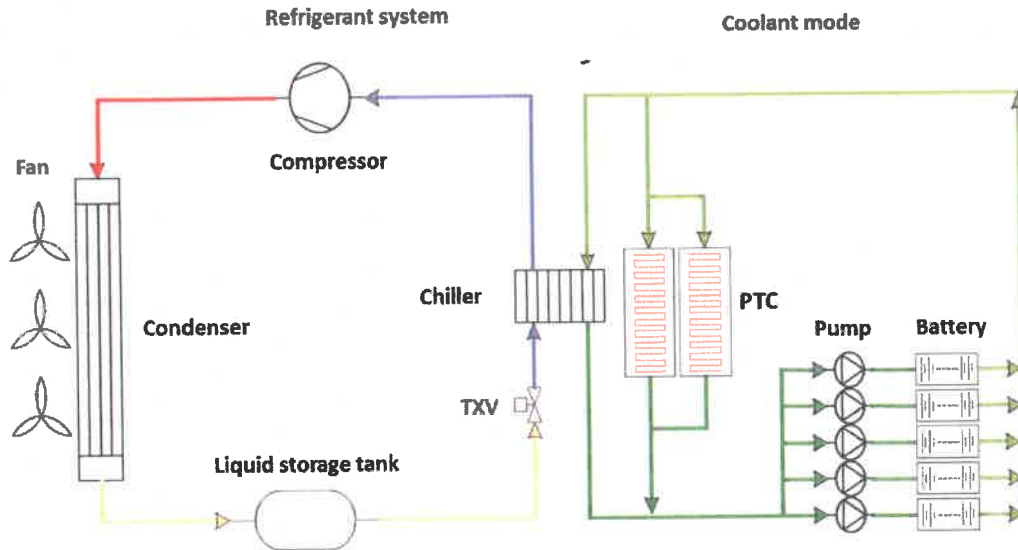 Refrigerant system
Coolant mode
Compressor
Fan
Condenser
Chiller
PTC
Pump
Battery
TXV
Liquid storage tank